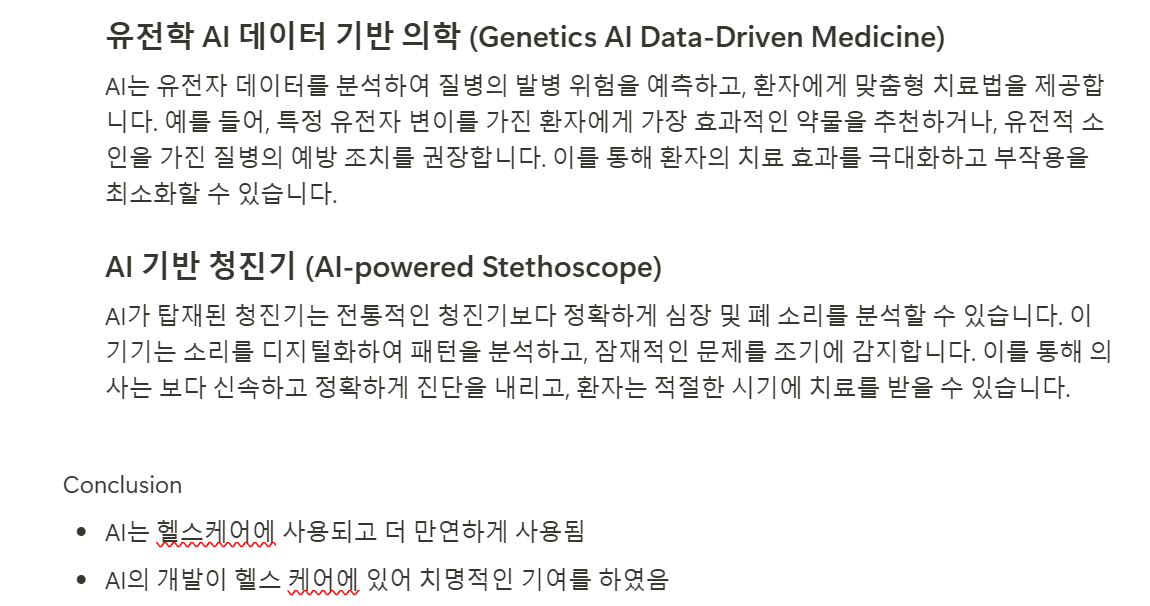 유전학 AI 데이터 기반 의학 (Genetics AI Data-Driven Medicine)
AI는 유전자 데이터를 분석하여 질병의 발병 위험을 예측하고, 환자에게 맞춤형 치료법을 제공합
니다. 예를 들어, 특정 유전자 변이를 가진 환자에게 가장 효과적인 약물을 추천하거나, 유전적 소
인을 가진 질병의 예방 조치를 권장합니다. 이를 통해 환자의 치료 효과를 극대화하고 부작용을
최소화할 수 있습니다.
AI 기반 청진기 (AI-powered Stethoscope)
AI가 탑재된 청진기는 전통적인 청진기보다 정확하게 심장 및 폐 소리를 분석할 수 있습니다. 이
기기는 소리를 디지털화하여 패턴을 분석하고, 잠재적인 문제를 조기에 감지합니다. 이를 통해 의
사는 보다 신속하고 정확하게 진단을 내리고, 환자는 적절한 시기에 치료를 받을 수 있습니다.
Conclusion
• AI는 헬스케어에 사용되고 더 만연하게 사용됨
• AI의 개발이 헬스 케어에 있어 치명적인 기여를 하였음